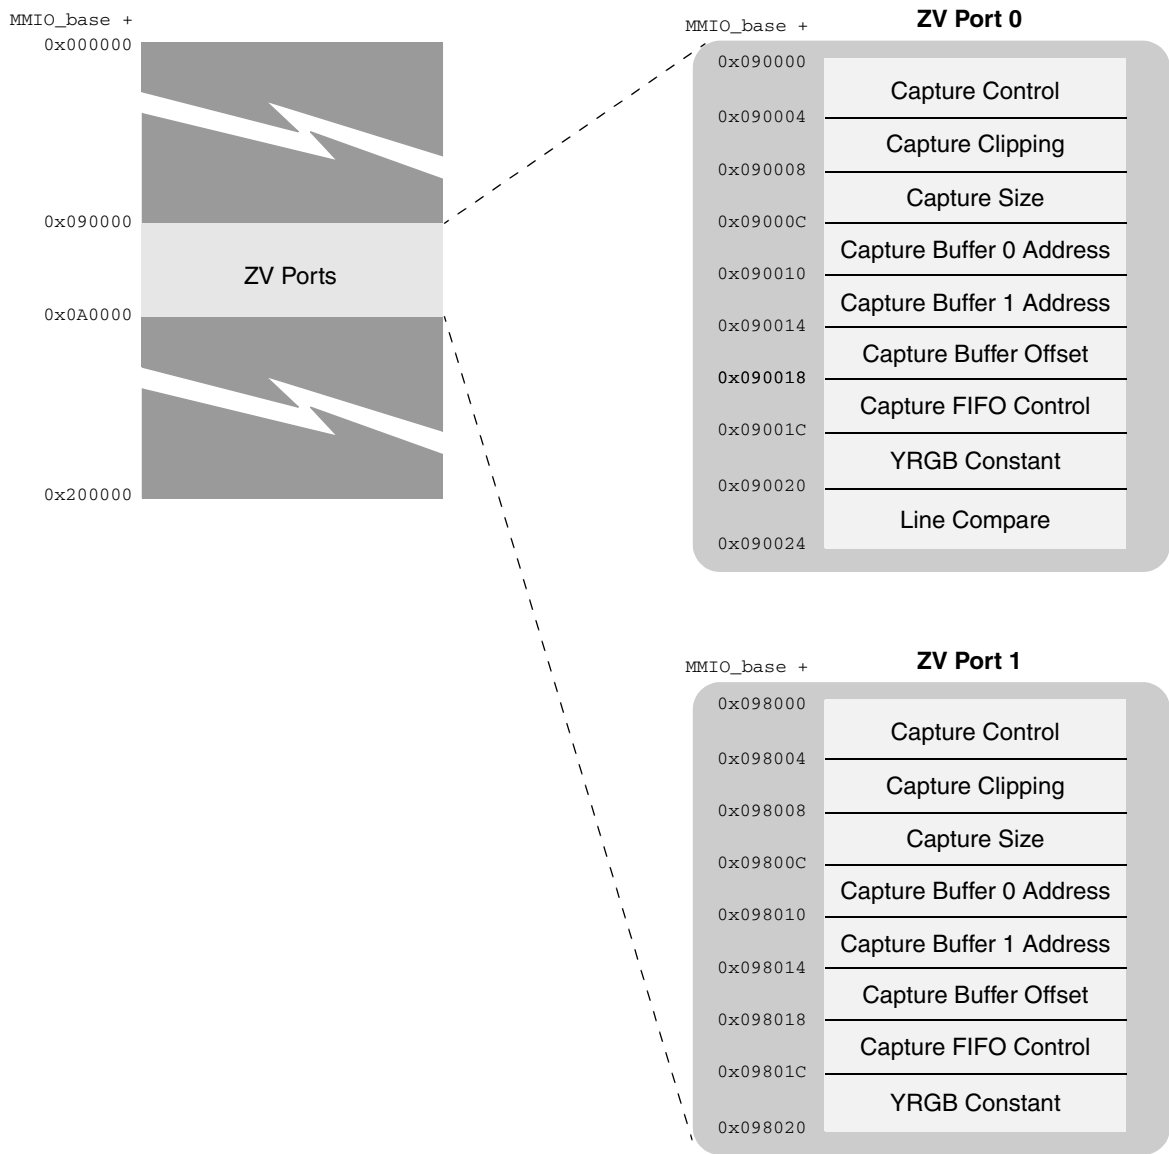 MMIO_base +
0x000000
0x090000
ZV Ports
0x0A0000
0x200000
ZV Port 0
MMIO_base +
0x090000
Capture Control
0x090004
Capture Clipping
0x090008
Capture Size
0x09000C
Capture Buffer 0 Address
0x090010
Capture Buffer 1 Address
0x090014
Capture Buffer Offset
0x090018
Capture FIFO Control
0x09001C
YRGB Constant
0x090020
Line Compare
0x090024
ZV Port 1
MMIO_base +
0x098000
Capture Control
0x098004
Capture Clipping
0x098008
Capture Size
0x09800C
Capture Buffer 0 Address
0x098010
Capture Buffer 1 Address
0x098014
Capture Buffer Offset
0x098018
Capture FIFO Control
0x09801C
YRGB Constant
0x098020